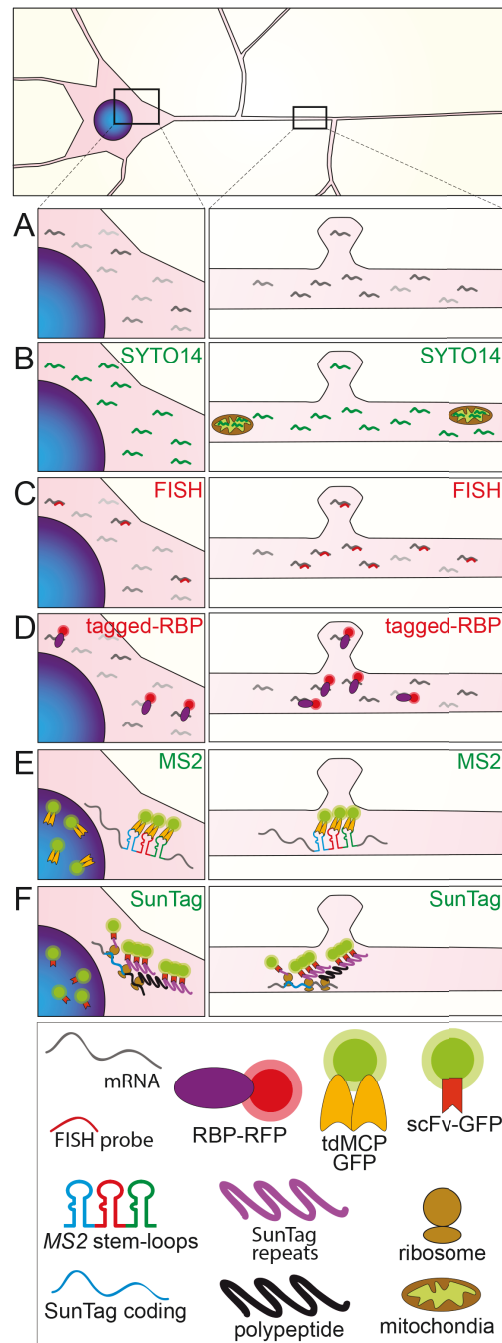 A
B
SYTO14
SYTO14
C
FISH
FISH
D
tagged-RBP
tagged-RBP
E
MS2
MS2
F
SunTag
SunTag
mRNA
FISH probe
RBP-RFP
tdMCP
GFP
scFv-GFP
MS2 stem-loops
SunTag
repeats
ribosome
SunTag coding
polypeptide
mitochondia